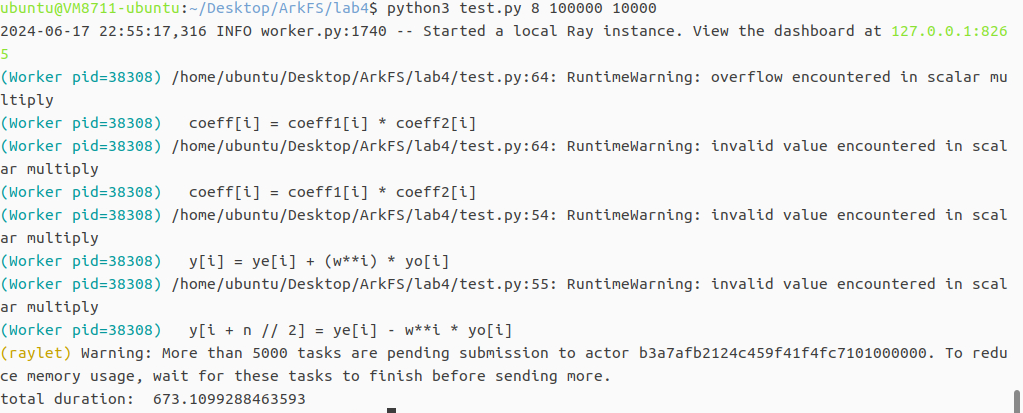 ubuntu@VM8711-ubuntu:~/Desktop/ArkFS/lab4$ python3 test.py 8 100000 10000
2024-06-17 22:55:17,316 INFO worker.py:1740 -- Started a local Ray instance. View the dashboard at 127.0.0.1:826
5
(Worker pid=38308) /home/ubuntu/Desktop/ArkFS/lab4/test.py:64: RuntimeWarning: overflow encountered in scalar mu
ltiply
(Worker pid=38308)   coeff[i] = coeff1[i] * coeff2[i]
(Worker pid=38308) /home/ubuntu/Desktop/ArkFS/lab4/test.py:64: RuntimeWarning: invalid value encountered in scal
ar multiply
(Worker pid=38308)   coeff[i] = coeff1[i] * coeff2[i]
(Worker pid=38308) /home/ubuntu/Desktop/ArkFS/lab4/test.py:54: RuntimeWarning: invalid value encountered in scal
ar multiply
(Worker pid=38308)   y[i] = ye[i] + (w**i) * yo[i]
(Worker pid=38308) /home/ubuntu/Desktop/ArkFS/lab4/test.py:55: RuntimeWarning: invalid value encountered in scal
ar multiply
(Worker pid=38308)   y[i + n // 2] = ye[i] - w**i * yo[i]
(raylet) Warning: More than 5000 tasks are pending submission to actor b3a7afb2124c459f41f4fc7101000000. To redu
ce memory usage, wait for these tasks to finish before sending more.
total duration:  673.1099288463593